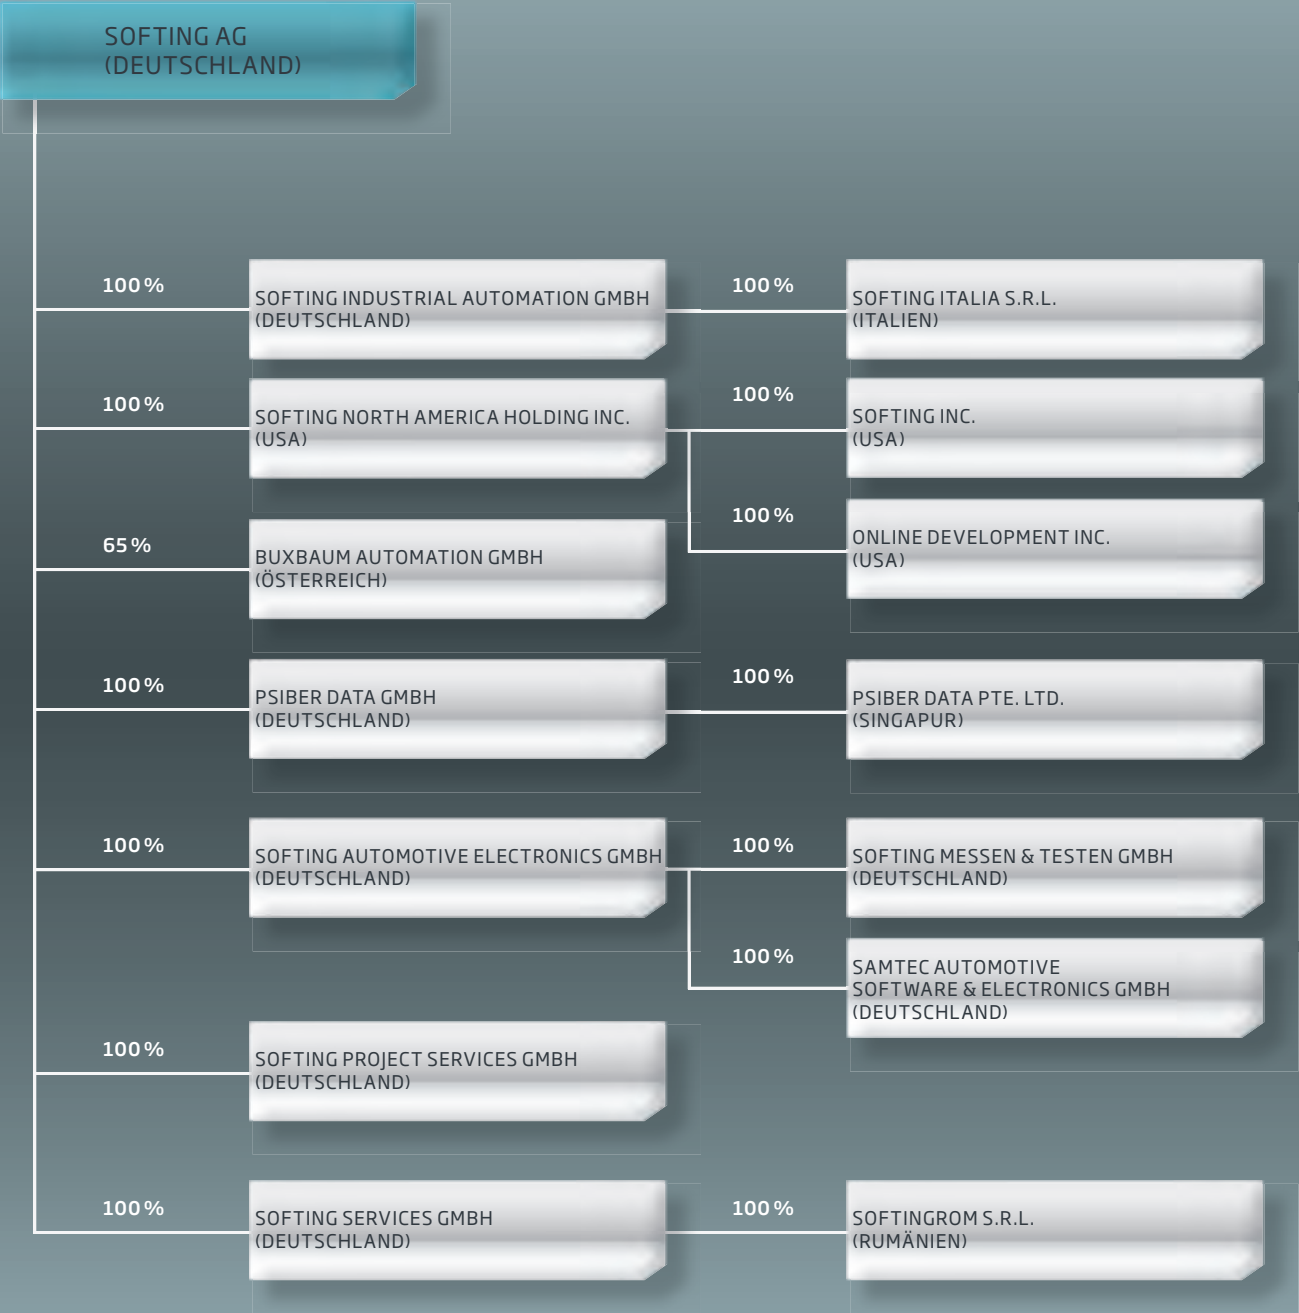 SOFTING AG
(DEUTSCHLAND)
100 %
SOFTING INDUSTRIAL AUTOMATION GMBH
(DEUTSCHLAND)
100 %
SOFTING ITALIA S.R.L.
(ITALIEN)
100 %
SOFTING NORTH AMERICA HOLDING INC.
(USA)
100 %
SOFTING INC.
(USA)
100 %
ONLINE DEVELOPMENT INC.
(USA)
65 %
BUXBAUM AUTOMATION GMBH
(ÖSTERREICH)
100 %
PSIBER DATA GMBH
(DEUTSCHLAND)
100 %
PSIBER DATA PTE. LTD.
(SINGAPUR)
100 %
SOFTING AUTOMOTIVE ELECTRONICS GMBH
(DEUTSCHLAND)
100 %
SOFTING MESSEN & TESTEN GMBH
(DEUTSCHLAND)
100 %
SAMTEC AUTOMOTIVE
SOFTWARE & ELECTRONICS GMBH
(DEUTSCHLAND)
100 %
SOFTING PROJECT SERVICES GMBH
(DEUTSCHLAND)
100 %
SOFTING SERVICES GMBH
(DEUTSCHLAND)
100 %
SOFTINGROM S.R.L.
(RUMÄNIEN)